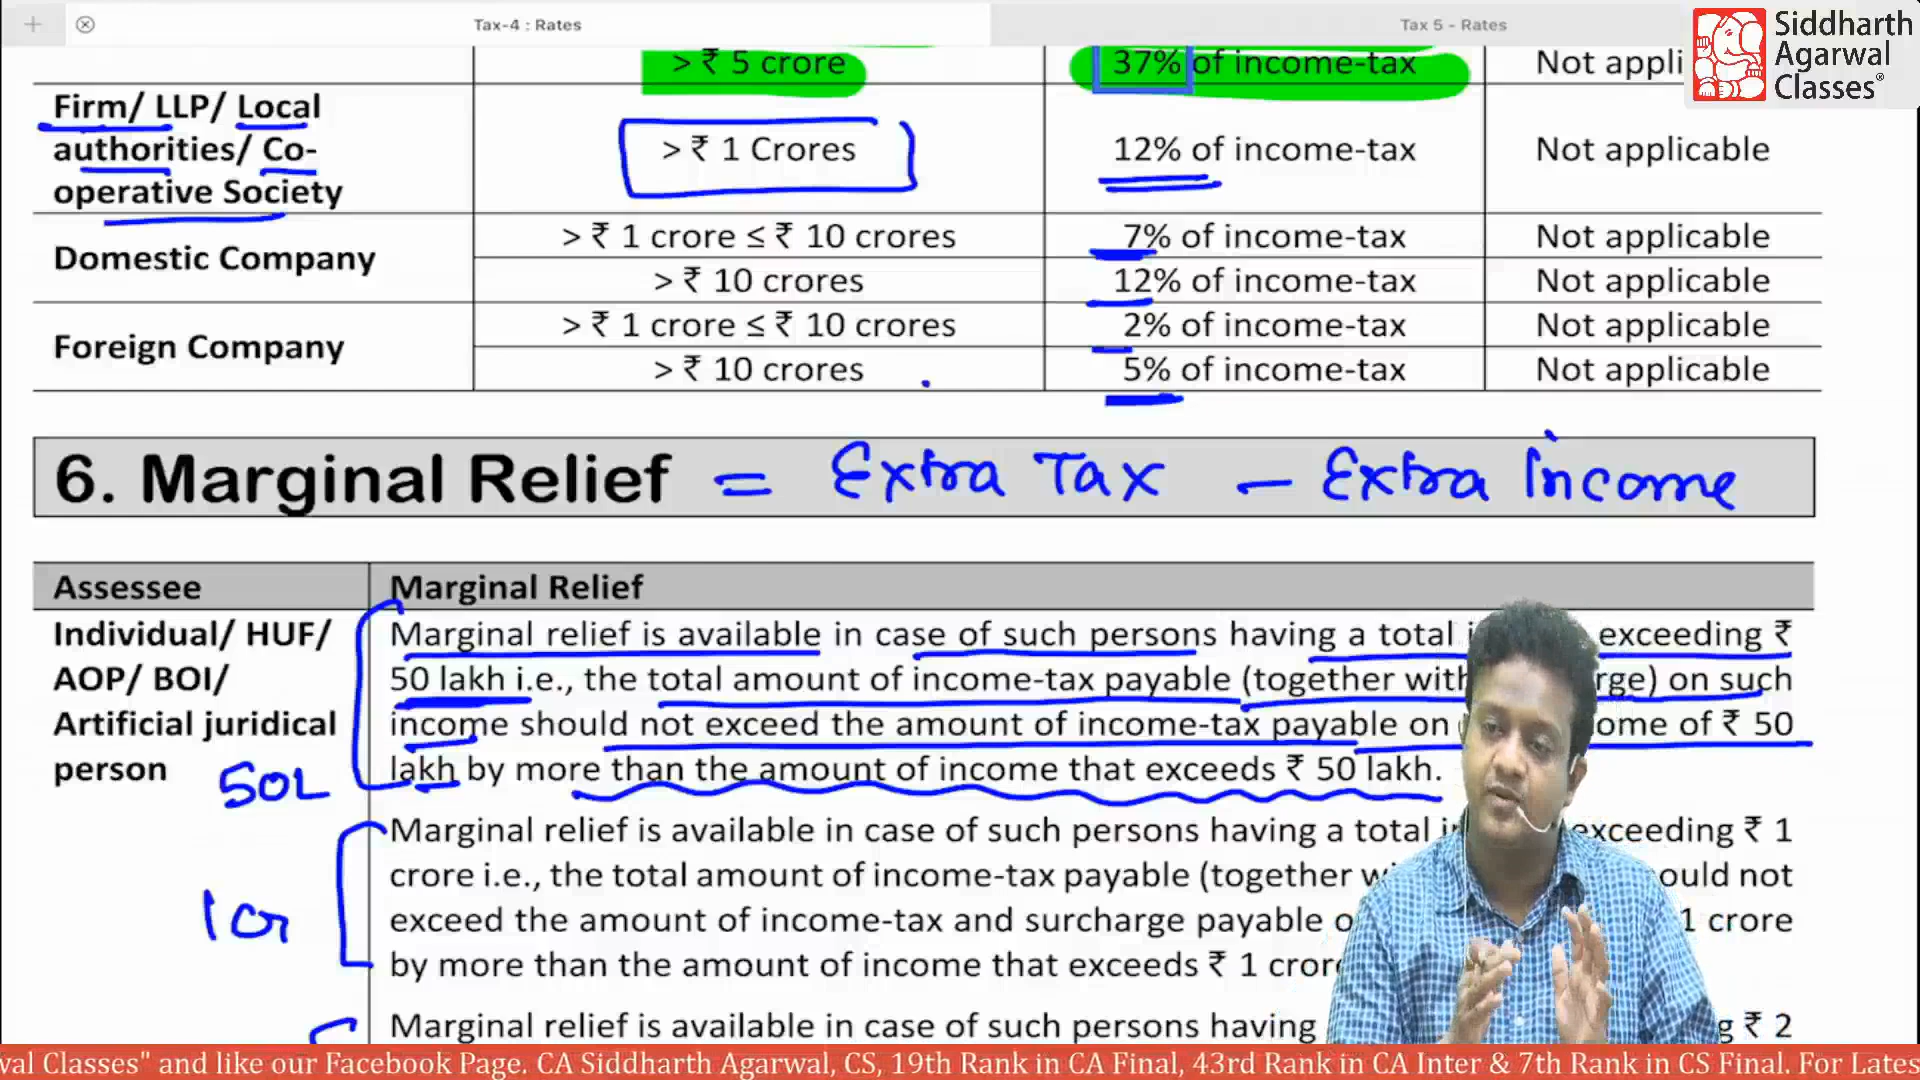 Tax-4 : Rates
Tax 5 - Rates
Siddharth
Agarwal
Classes®
> ₹ 5 crore 37% of income-tax Not appli
Firm/ LLP/ Local
authorities/ Co-
operative Society
> ₹ 1 Crores 12% of income-tax Not applicable
Domestic Company
> ₹ 1 crore ≤ ₹ 10 crores 7% of income-tax Not applicable
> ₹ 10 crores 12% of income-tax Not applicable
Foreign Company
> ₹ 1 crore ≤ ₹ 10 crores 2% of income-tax Not applicable
> ₹ 10 crores 5% of income-tax Not applicable
6. Marginal Relief = Extra Tax - Extra Income
Assessee Marginal Relief
Individual/ HUF/
AOP/ BOI/
Artificial juridical
person
50L
Marginal relief is available in case of such persons having a total exceeding ₹
50 lakh i.e., the total amount of income-tax payable (together with rge) on such
income should not exceed the amount of income-tax payable on ome of ₹ 50
lakh by more than the amount of income that exceeds ₹ 50 lakh.
1 cr
Marginal relief is available in case of such persons having a total exceeding ₹ 1
crore i.e., the total amount of income-tax payable (together ould not
exceed the amount of income-tax and surcharge payable 1 crore
by more than the amount of income that exceeds ₹ 1 cror
Marginal relief is available in case of such persons having g ₹ 2
val Classes" and like our Facebook Page. CA Siddharth Agarwal, CS, 19th Rank in CA Final, 43rd Rank in CA Inter & 7th Rank in CS Final. For Lates